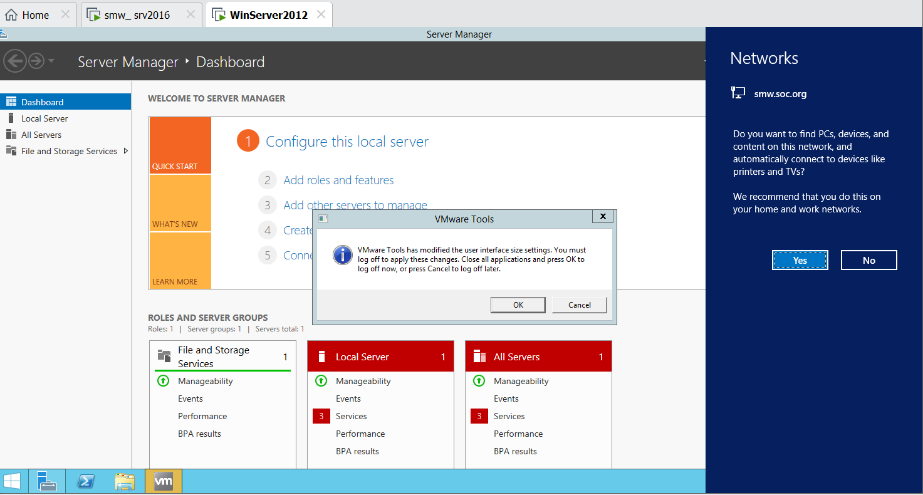 Home
smw_ srv2016
WinServer2012
Server Manager
Server Manager • Dashboard
Dashboard
Local Server
All Servers
File and Storage Services
WELCOME TO SERVER MANAGER
QUICK START
WHAT'S NEW
LEARN MORE
1 Configure this local server
2 Add roles and features
3 Add other servers to manage
4 Create
5 Conne
VMware Tools
VMware Tools has modified the user interface size settings. You must
log off to apply these changes. Close all applications and press OK to
log off now, or press Cancel to log off later.
OK
Cancel
ROLES AND SERVER GROUPS
Roles: 1 | Server groups: 1 | Servers total: 1
File and Storage
Services
1
Manageability
Events
Performance
BPA results
Local Server
1
Manageability
Events
3 Services
Performance
BPA results
All Servers
1
Manageability
Events
3 Services
Performance
BPA results
Networks
smw.soc.org
Do you want to find PCs, devices, and
content on this network, and
automatically connect to devices like
printers and TVs?
We recommend that you do this on
your home and work networks.
Yes
No
vm